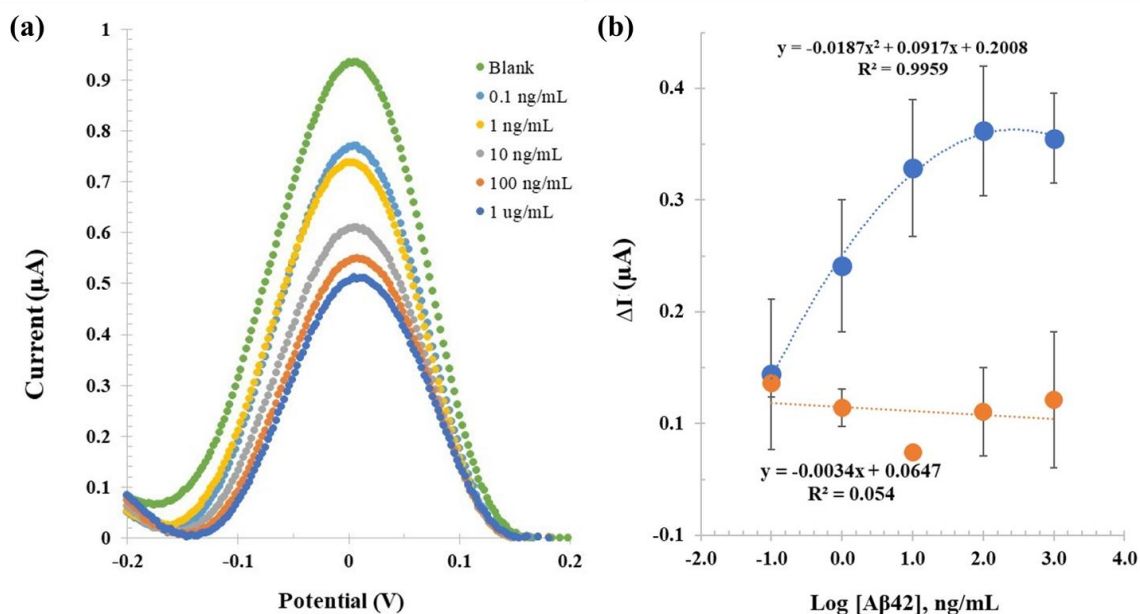 (a)
1
0.9
0.8
0.7
0.6
0.5
0.4
0.3
0.2
0.1
0
-0.2
-0.1
0
0.1
0.2
Current (µA)
Potential (V)
Blank
0.1 ng/mL
1 ng/mL
10 ng/mL
100 ng/mL
1 ug/mL
(b)
y = -0.0187x² + 0.0917x + 0.2008
R² = 0.9959
0.4
0.3
0.2
0.1
-0.1
ΔI (µA)
y = -0.0034x + 0.0647
R² = 0.054
-2.0
-1.0
0.0
1.0
2.0
3.0
4.0
Log [Aβ42], ng/mL